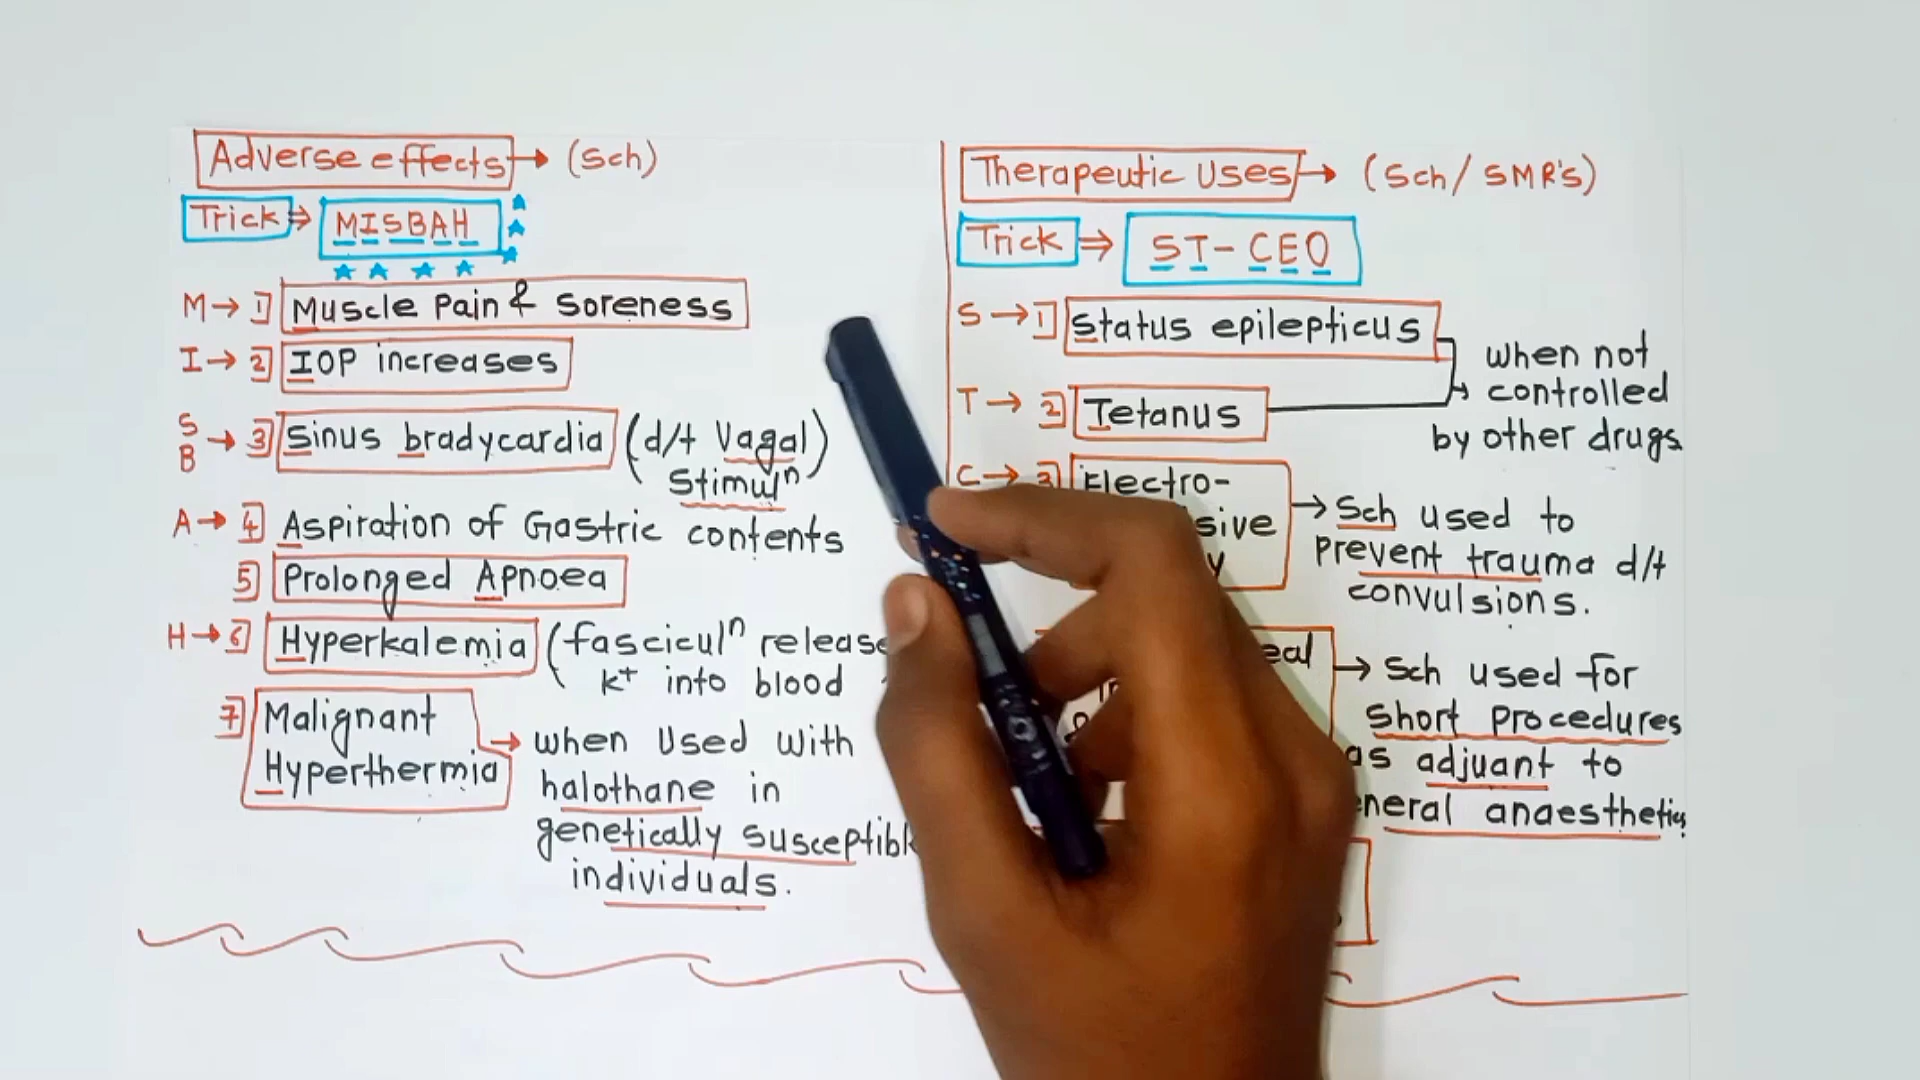 Adverse effects → (Sch)
Trick ⇒ MISBAH
M → 1] Muscle Pain & Soreness
I → 2] IOP increases
S B → 3] Sinus bradycardia (d/t Vagal
Stimulⁿ)
A → 4] Aspiration of Gastric contents
5] Prolonged Apnoea
H → 6] Hyperkalemia (fasciculⁿ release
K+ into blood
7] Malignant
Hyperthermia → when used with
halothane in
genetically susceptible
individuals.
Therapeutic Uses → (Sch/ SMR's)
Trick ⇒ ST-CEO
S → 1] Status epilepticus
T → 2] Tetanus
when not
controlled
by other drugs
C → 3] Electro-
→ Sch used to
prevent trauma d/t
convulsions.
→ Sch used for
Short Procedures
as adjuant to
anaesthetics